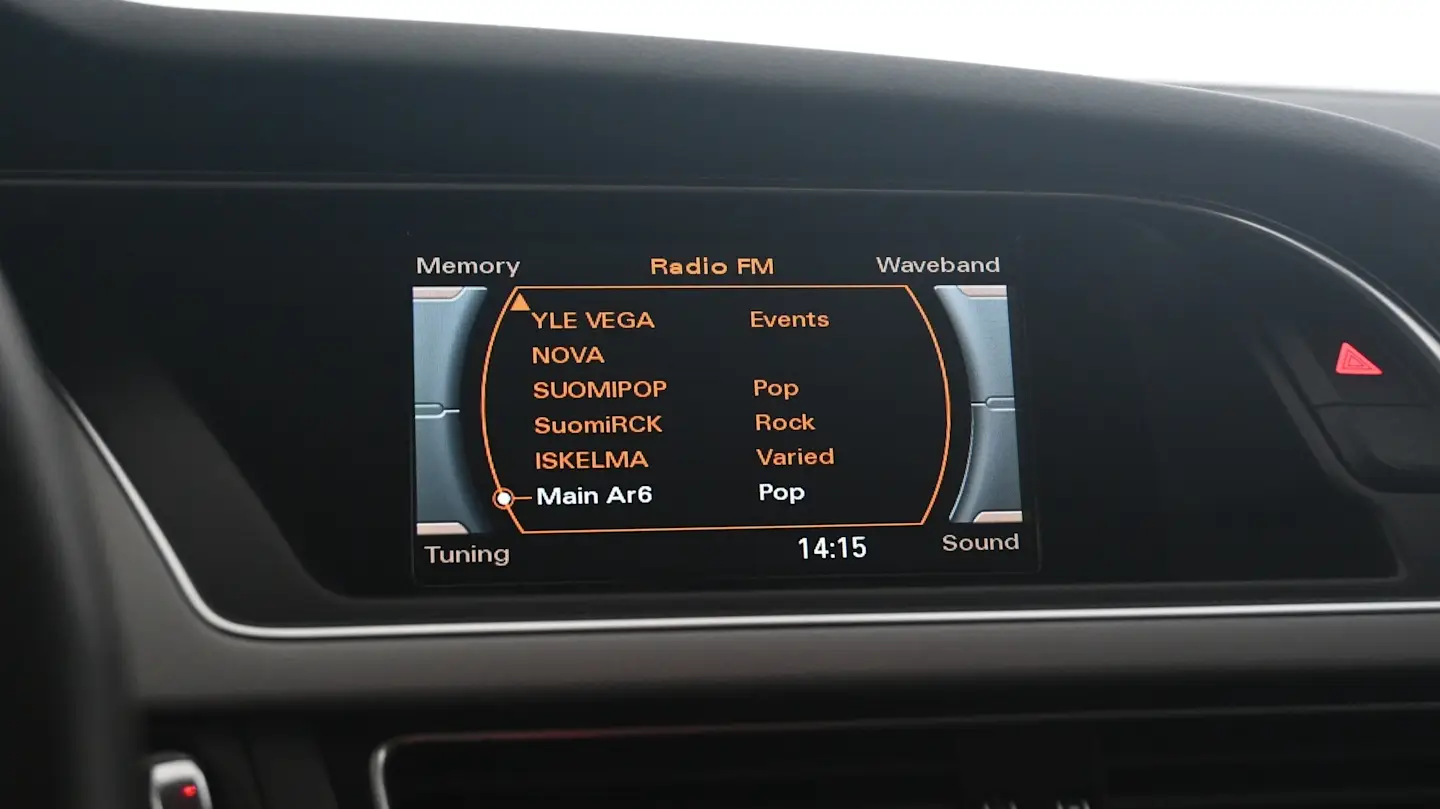 Memory Radio FM Waveband
YLE VEGA Events
NOVA
SUOMIPOP Pop
SuomiRCK Rock
ISKELMA Varied
Main Ar6 Pop
Tuning 14:15 Sound